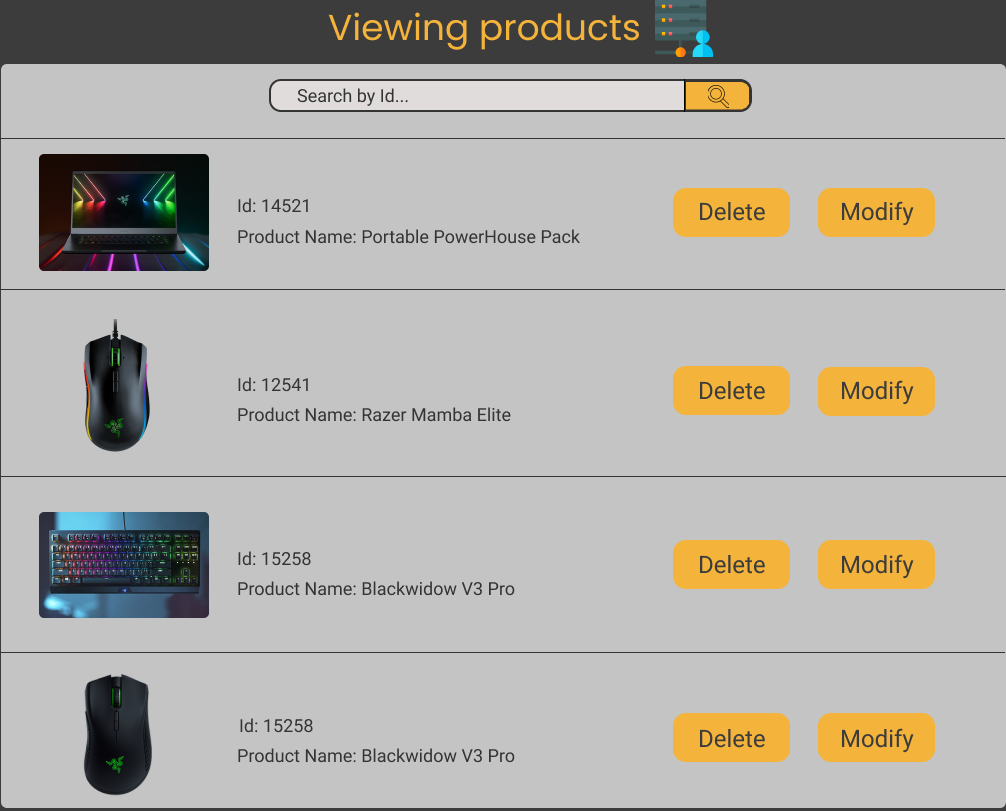 Viewing products
Search by Id...
Id: 14521
Product Name: Portable PowerHouse Pack
Delete
Modify
Id: 12541
Product Name: Razer Mamba Elite
Delete
Modify
Id: 15258
Product Name: Blackwidow V3 Pro
Delete
Modify
Id: 15258
Product Name: Blackwidow V3 Pro
Delete
Modify